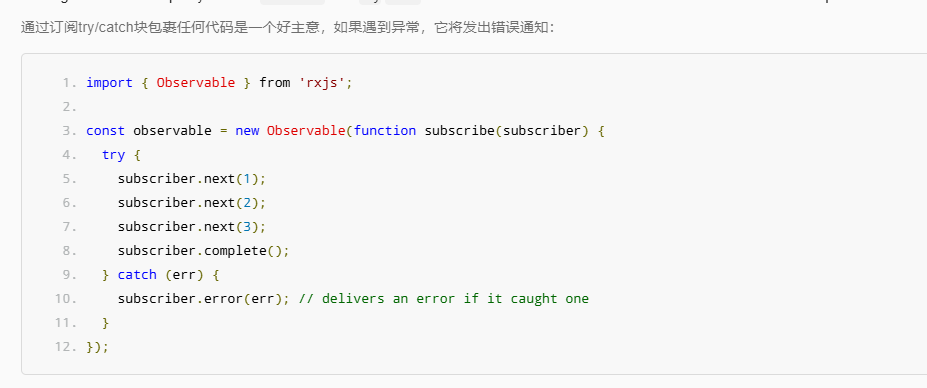 通过订阅try/catch块包裹任何代码是一个好主意，如果遇到异常，它将发出错误通知：
1. import { Observable } from 'rxjs';
2.
3. const observable = new Observable(function subscribe(subscriber) {
4.   try {
5.     subscriber.next(1);
6.     subscriber.next(2);
7.     subscriber.next(3);
8.     subscriber.complete();
9.   } catch (err) {
10.     subscriber.error(err); // delivers an error if it caught one
11.   }
12. });